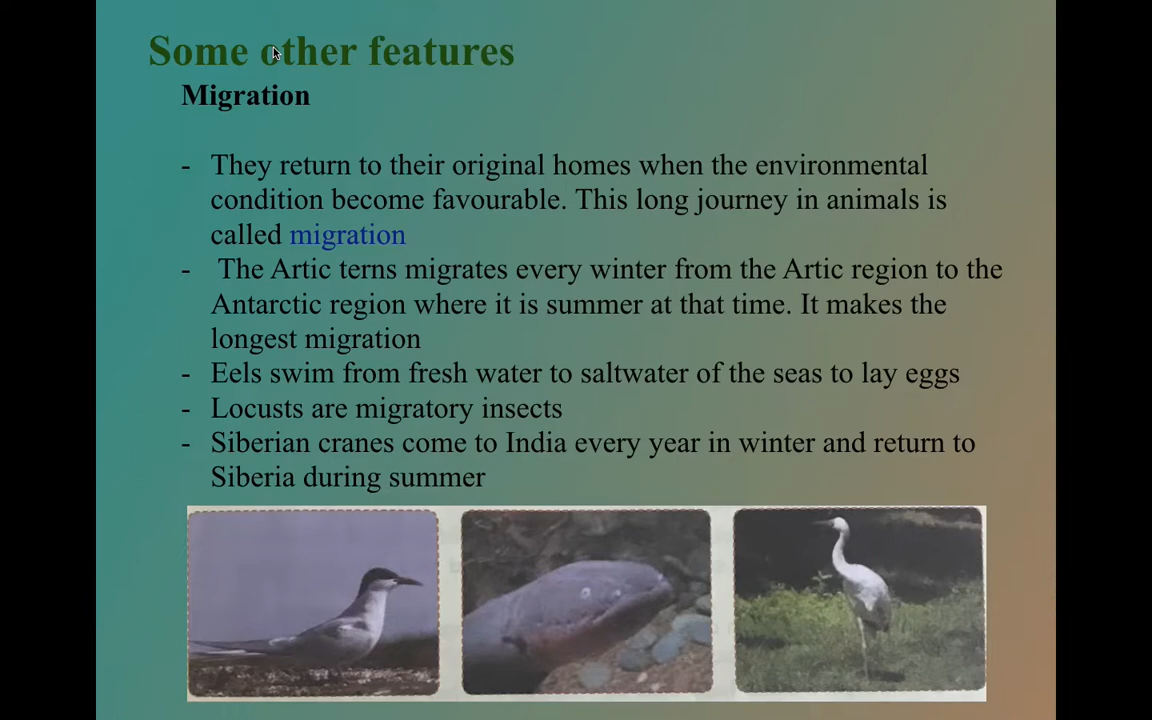 Some other features
Migration
- They return to their original homes when the environmental
condition become favourable. This long journey in animals is
called migration
- The Artic terns migrates every winter from the Artic region to the
Antarctic region where it is summer at that time. It makes the
longest migration
- Eels swim from fresh water to saltwater of the seas to lay eggs
- Locusts are migratory insects
- Siberian cranes come to India every year in winter and return to
Siberia during summer